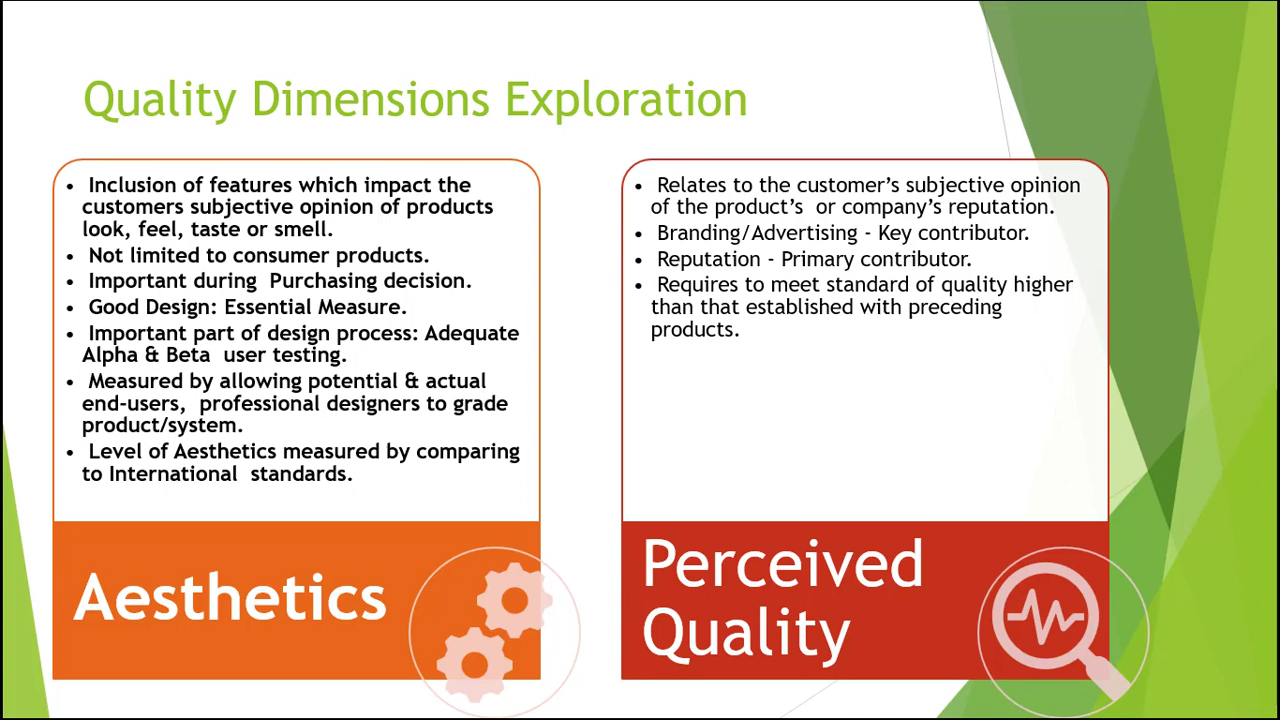 Quality Dimensions Exploration
• Inclusion of features which impact the
customers subjective opinion of products
look, feel, taste or smell.
• Not limited to consumer products.
• Important during  Purchasing decision.
• Good Design: Essential Measure.
• Important part of design process: Adequate
Alpha & Beta  user testing.
• Measured by allowing potential & actual
end-users,  professional designers to grade
product/system.
• Level of Aesthetics measured by comparing
to International  standards.
Aesthetics
• Relates to the customer’s subjective opinion
of the product’s  or company’s reputation.
• Branding/Advertising - Key contributor.
• Reputation - Primary contributor.
• Requires to meet standard of quality higher
than that established with preceding
products.
Perceived
Quality